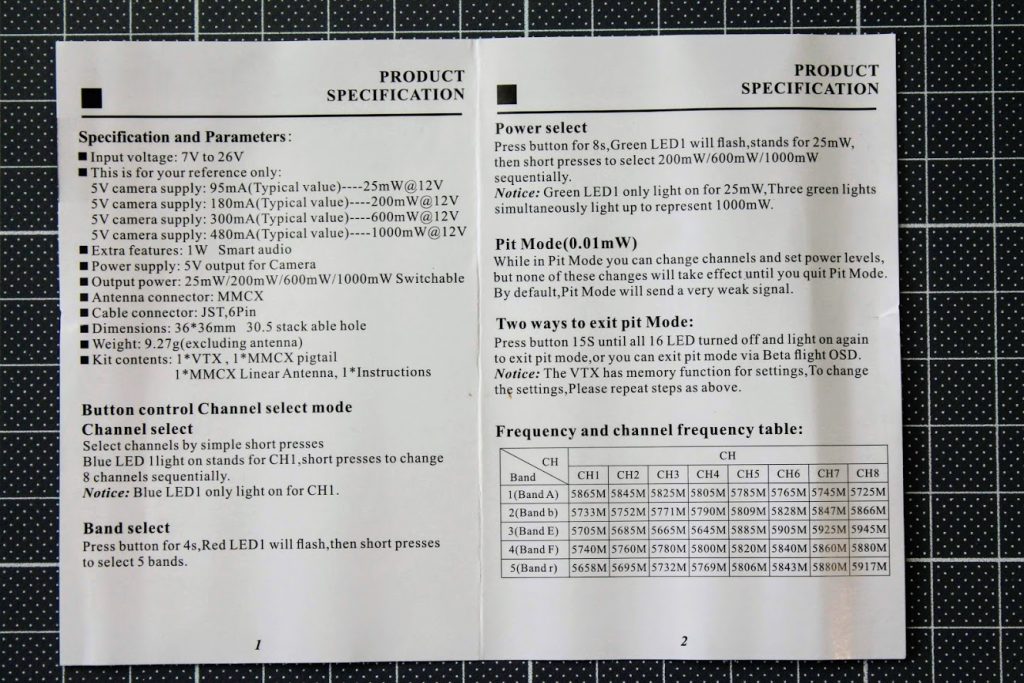 PRODUCT
SPECIFICATION
Specification and Parameters:
Input voltage: 7V to 26V
This is for your reference only:
5V camera supply: 95mA(Typical value)----25mW@12V
5V camera supply: 180mA(Typical value)----200mW@12V
5V camera supply: 300mA(Typical value)----600mW@12V
5V camera supply: 480mA(Typical value)----1000mW@12V
Extra features: 1W Smart audio
Power supply: 5V output for Camera
Output power: 25mW/200mW/600mW/1000mW Switchable
Antenna connector: MMCX
Cable connector: JST,6Pin
Dimensions: 36*36mm 30.5 stack able hole
Weight: 9.27g(excluding antenna)
Kit contents: 1*VTX , 1*MMCX pigtail
1*MMCX Linear Antenna, 1*Instructions
Button control Channel select mode
Channel select
Select channels by simple short presses
Blue LED 1light on stands for CH1,short presses to change
8 channels sequentially.
Notice: Blue LED1 only light on for CH1.
Band select
Press button for 4s,Red LED1 will flash,then short presses
to select 5 bands.
1
PRODUCT
SPECIFICATION
Power select
Press button for 8s,Green LED1 will flash,stands for 25mW,
then short presses to select 200mW/600mW/1000mW
sequentially.
Notice: Green LED1 only light on for 25mW,Three green lights
simultaneously light up to represent 1000mW.
Pit Mode(0.01mW)
While in Pit Mode you can change channels and set power levels,
but none of these changes will take effect until you quit Pit Mode.
By default,Pit Mode will send a very weak signal.
Two ways to exit pit Mode:
Press button 15S until all 16 LED turned off and light on again
to exit pit mode,or you can exit pit mode via Beta flight OSD.
Notice: The VTX has memory function for settings,To change
the settings,Please repeat steps as above.
Frequency and channel frequency table:
CH CH
Band CH1 CH2 CH3 CH4 CH5 CH6 CH7 CH8
1(Band A) 5865M 5845M 5825M 5805M 5785M 5765M 5745M 5725M
2(Band b) 5733M 5752M 5771M 5790M 5809M 5828M 5847M 5866M
3(Band E) 5705M 5685M 5665M 5645M 5885M 5905M 5925M 5945M
4(Band F) 5740M 5760M 5780M 5800M 5820M 5840M 5860M 5880M
5(Band r) 5658M 5695M 5732M 5769M 5806M 5843M 5880M 5917M
2